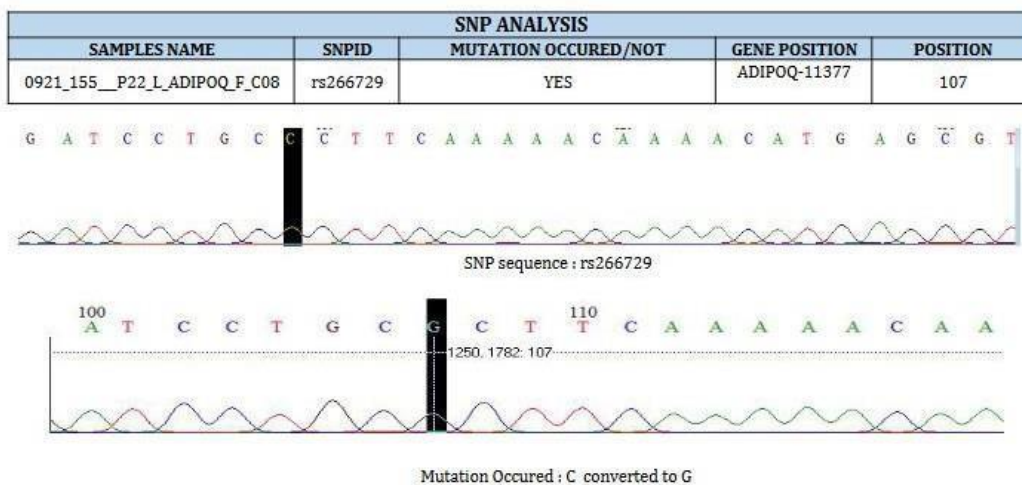 SNP ANALYSIS
SAMPLES NAME SNPID MUTATION OCCURED/NOT GENE POSITION POSITION
0921_155__P22_L_ADIPOQ_F_C08 rs266729 YES ADIPOQ-11377 107
G A T C C T G C C C T T C A A A A A C A A A A C A T G A G C G T
SNP sequence : rs266729
100 110
A T C C T G C G C T T C A A A A A C A A
1250, 1782: 107
Mutation Occured : C converted to G